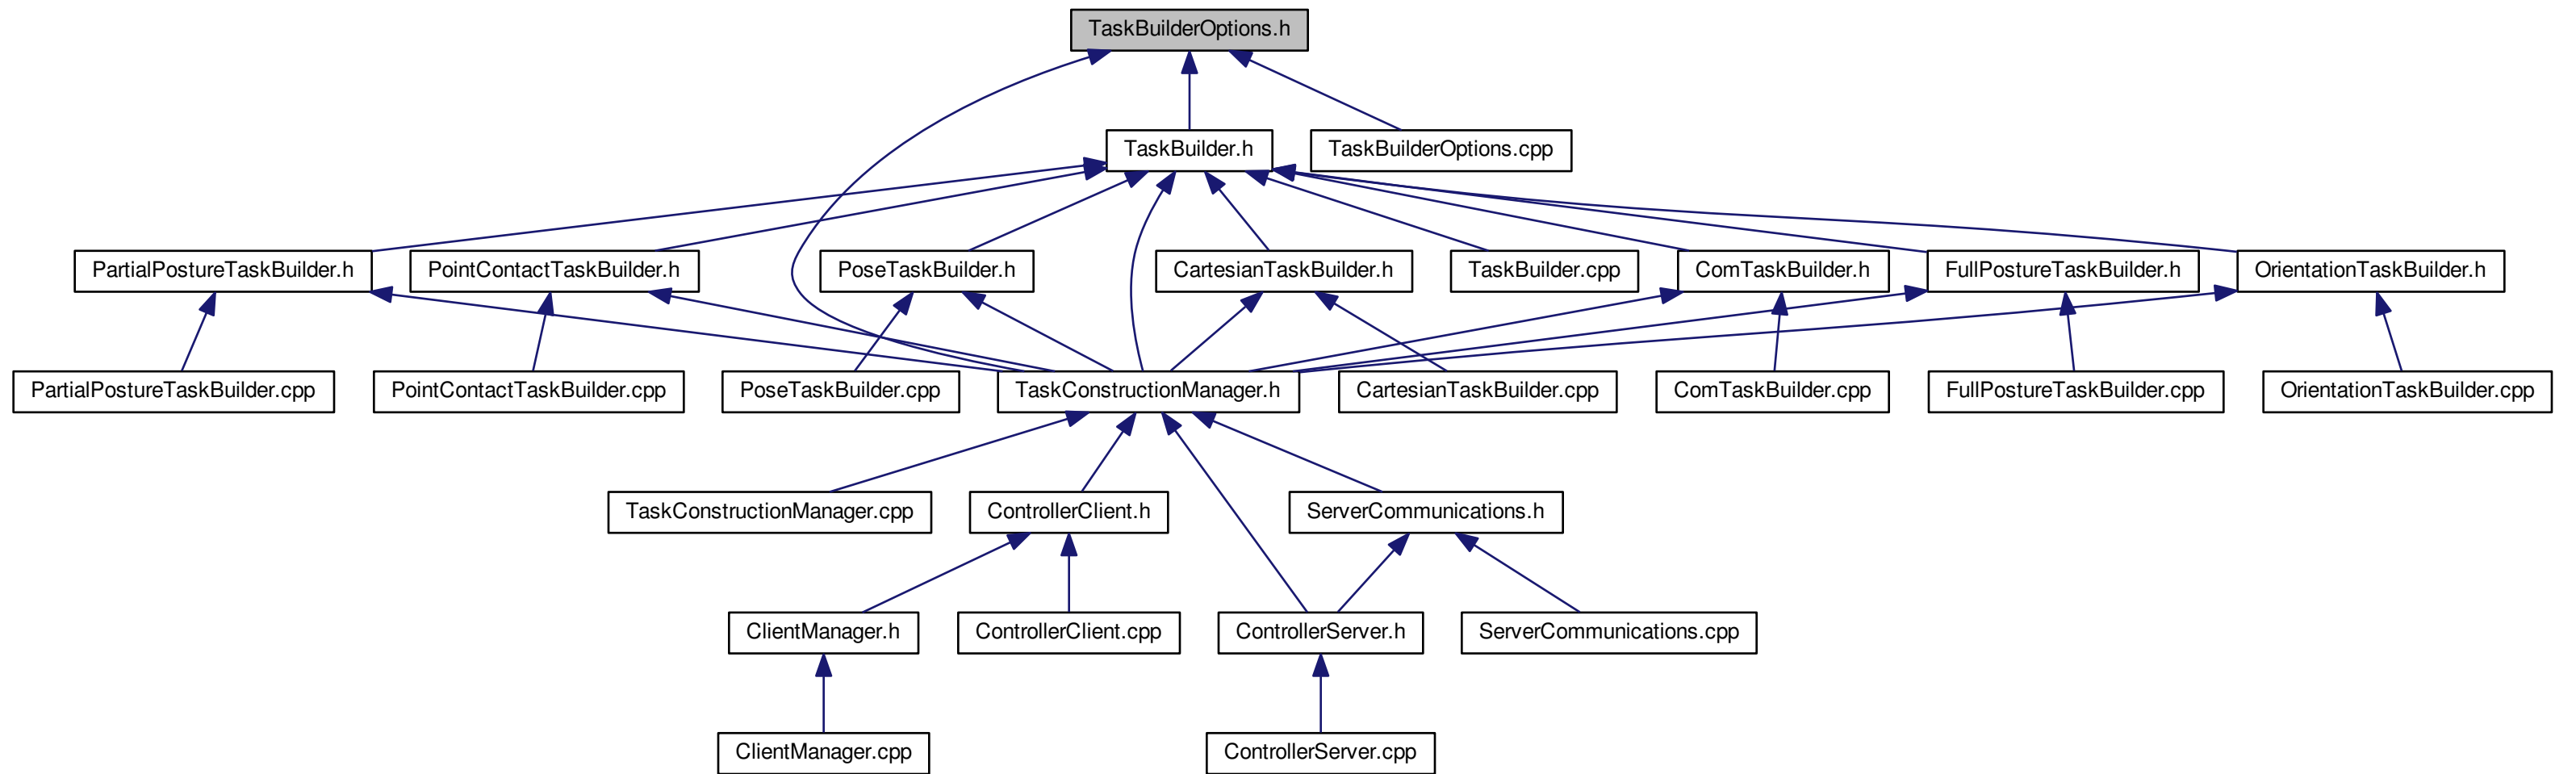 TaskBuilderOptions.h
TaskBuilder.h
TaskBuilderOptions.cpp
PartialPostureTaskBuilder.h
PointContactTaskBuilder.h
PoseTaskBuilder.h
CartesianTaskBuilder.h
TaskBuilder.cpp
ComTaskBuilder.h
FullPostureTaskBuilder.h
OrientationTaskBuilder.h
PartialPostureTaskBuilder.cpp
PointContactTaskBuilder.cpp
PoseTaskBuilder.cpp
TaskConstructionManager.h
CartesianTaskBuilder.cpp
ComTaskBuilder.cpp
FullPostureTaskBuilder.cpp
OrientationTaskBuilder.cpp
TaskConstructionManager.cpp
ControllerClient.h
ServerCommunications.h
ClientManager.h
ControllerClient.cpp
ControllerServer.h
ServerCommunications.cpp
ClientManager.cpp
ControllerServer.cpp